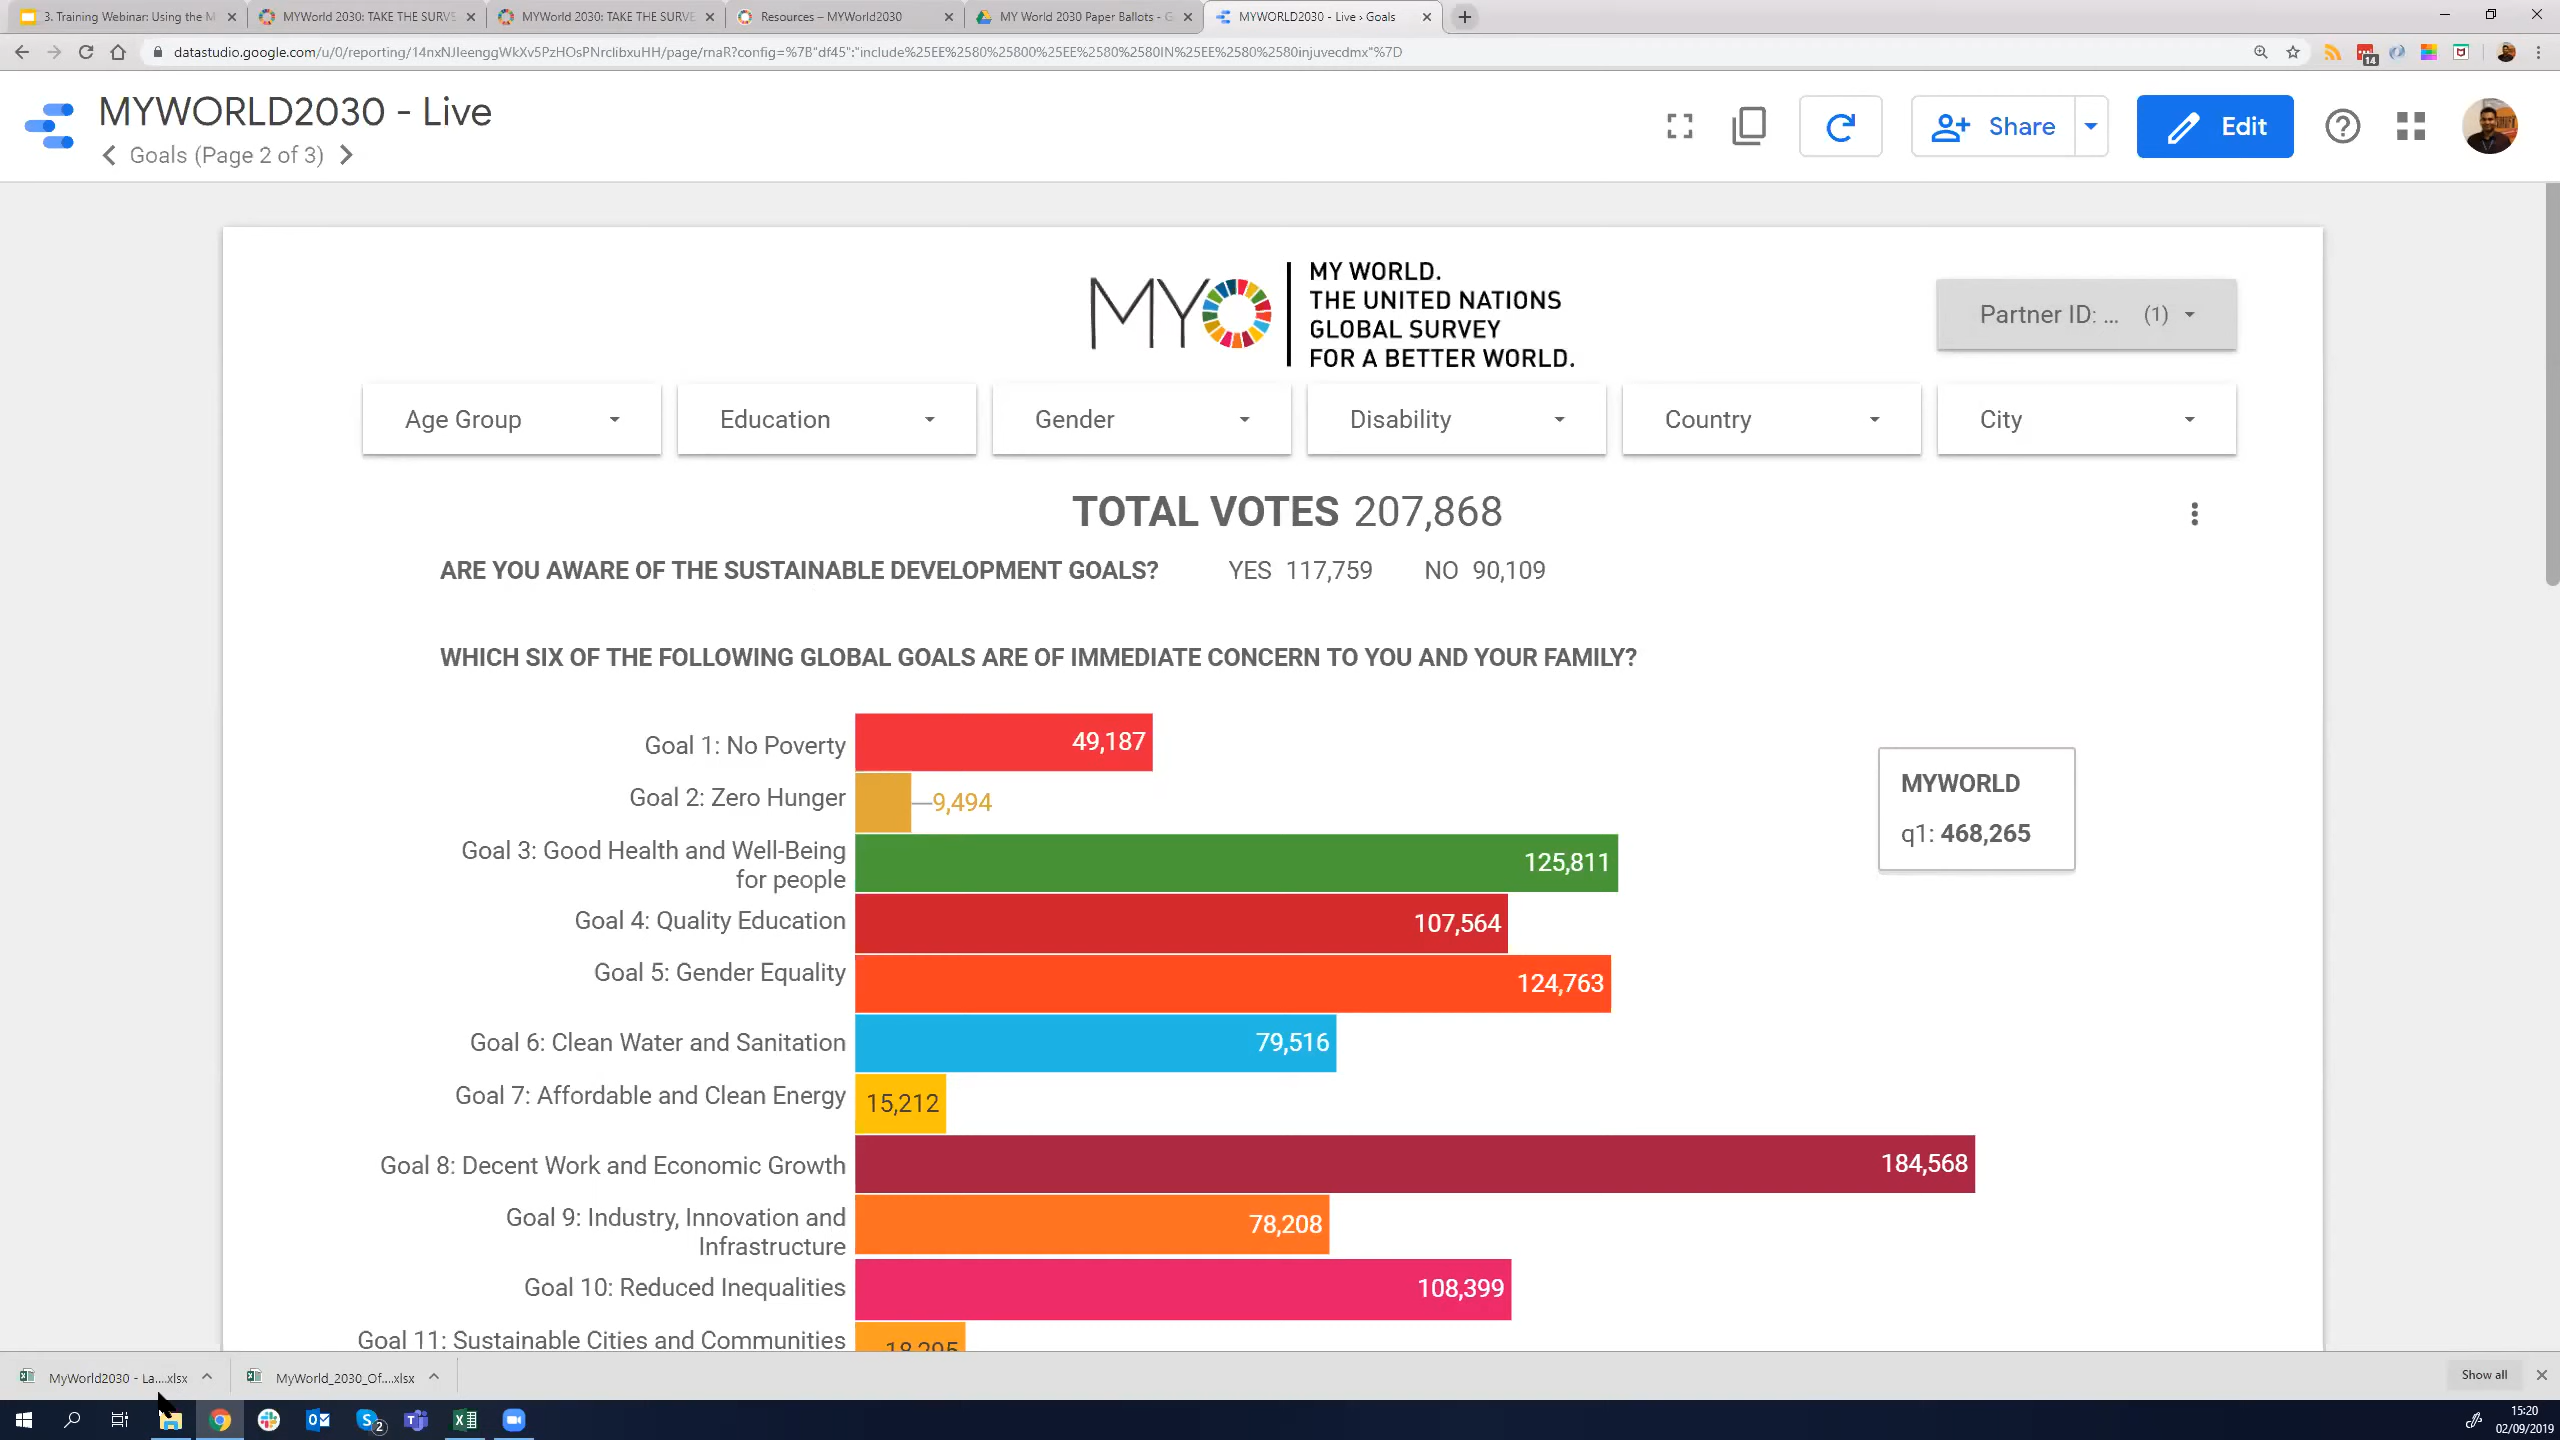 3. Training Webinar: Using the M
MYWorld 2030: TAKE THE SURVE
MYWorld 2030: TAKE THE SURVE
Resources – MYWorld2030
MY World 2030 Paper Ballots - G
MYWORLD2030 - Live › Goals
datastudio.google.com/u/0/reporting/14nxNJleenggWkXv5PzHOsPNrclibxuHH/page/rnaR?config=%7B"df45":"include%25EE%2580%25800%25EE%2580%2580IN%25EE%2580%2580injuvecdmx"%7D
14
MYWORLD2030 - Live
Goals (Page 2 of 3)
Share
Edit
MY
MY WORLD.
THE UNITED NATIONS
GLOBAL SURVEY
FOR A BETTER WORLD.
Partner ID: ... (1)
Age Group
Education
Gender
Disability
Country
City
TOTAL VOTES 207,868
ARE YOU AWARE OF THE SUSTAINABLE DEVELOPMENT GOALS? YES 117,759 NO 90,109
WHICH SIX OF THE FOLLOWING GLOBAL GOALS ARE OF IMMEDIATE CONCERN TO YOU AND YOUR FAMILY?
Goal 1: No Poverty 49,187
Goal 2: Zero Hunger 9,494
Goal 3: Good Health and Well-Being
for people 125,811
Goal 4: Quality Education 107,564
Goal 5: Gender Equality 124,763
Goal 6: Clean Water and Sanitation 79,516
Goal 7: Affordable and Clean Energy 15,212
Goal 8: Decent Work and Economic Growth 184,568
Goal 9: Industry, Innovation and
Infrastructure 78,208
Goal 10: Reduced Inequalities 108,399
Goal 11: Sustainable Cities and Communities 18,295
MYWORLD
q1: 468,265
MyWorld2030 - La....xlsx
MyWorld_2030_Of....xlsx
Show all
2
15:20
02/09/2019